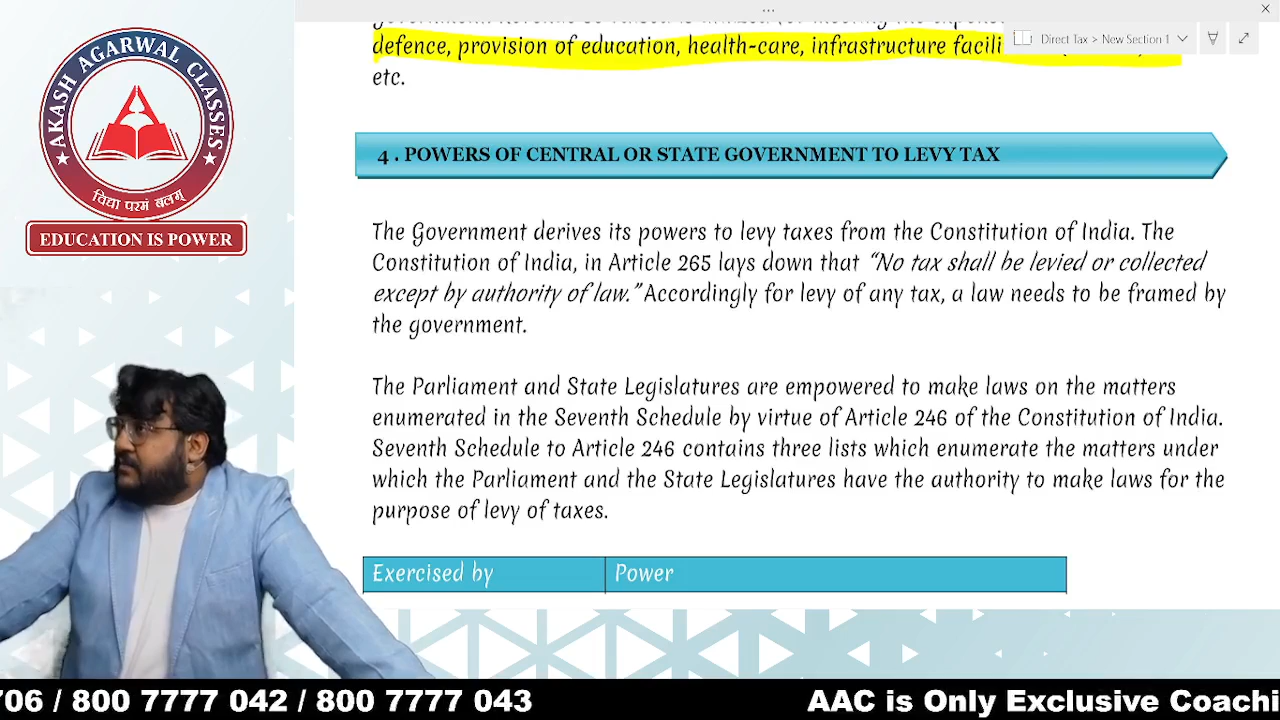 defence, provision of education, health-care, infrastructure facili
etc.
Direct Tax > New Section 1
AKASH AGARWAL CLASSES
विद्या परमं बलम्
EDUCATION IS POWER
4 . POWERS OF CENTRAL OR STATE GOVERNMENT TO LEVY TAX
The Government derives its powers to levy taxes from the Constitution of India. The
Constitution of India, in Article 265 lays down that “No tax shall be levied or collected
except by authority of law.” Accordingly for levy of any tax, a law needs to be framed by
the government.
The Parliament and State Legislatures are empowered to make laws on the matters
enumerated in the Seventh Schedule by virtue of Article 246 of the Constitution of India.
Seventh Schedule to Article 246 contains three lists which enumerate the matters under
which the Parliament and the State Legislatures have the authority to make laws for the
purpose of levy of taxes.
Exercised by Power
706 / 800 7777 042 / 800 7777 043 AAC is Only Exclusive Coachi